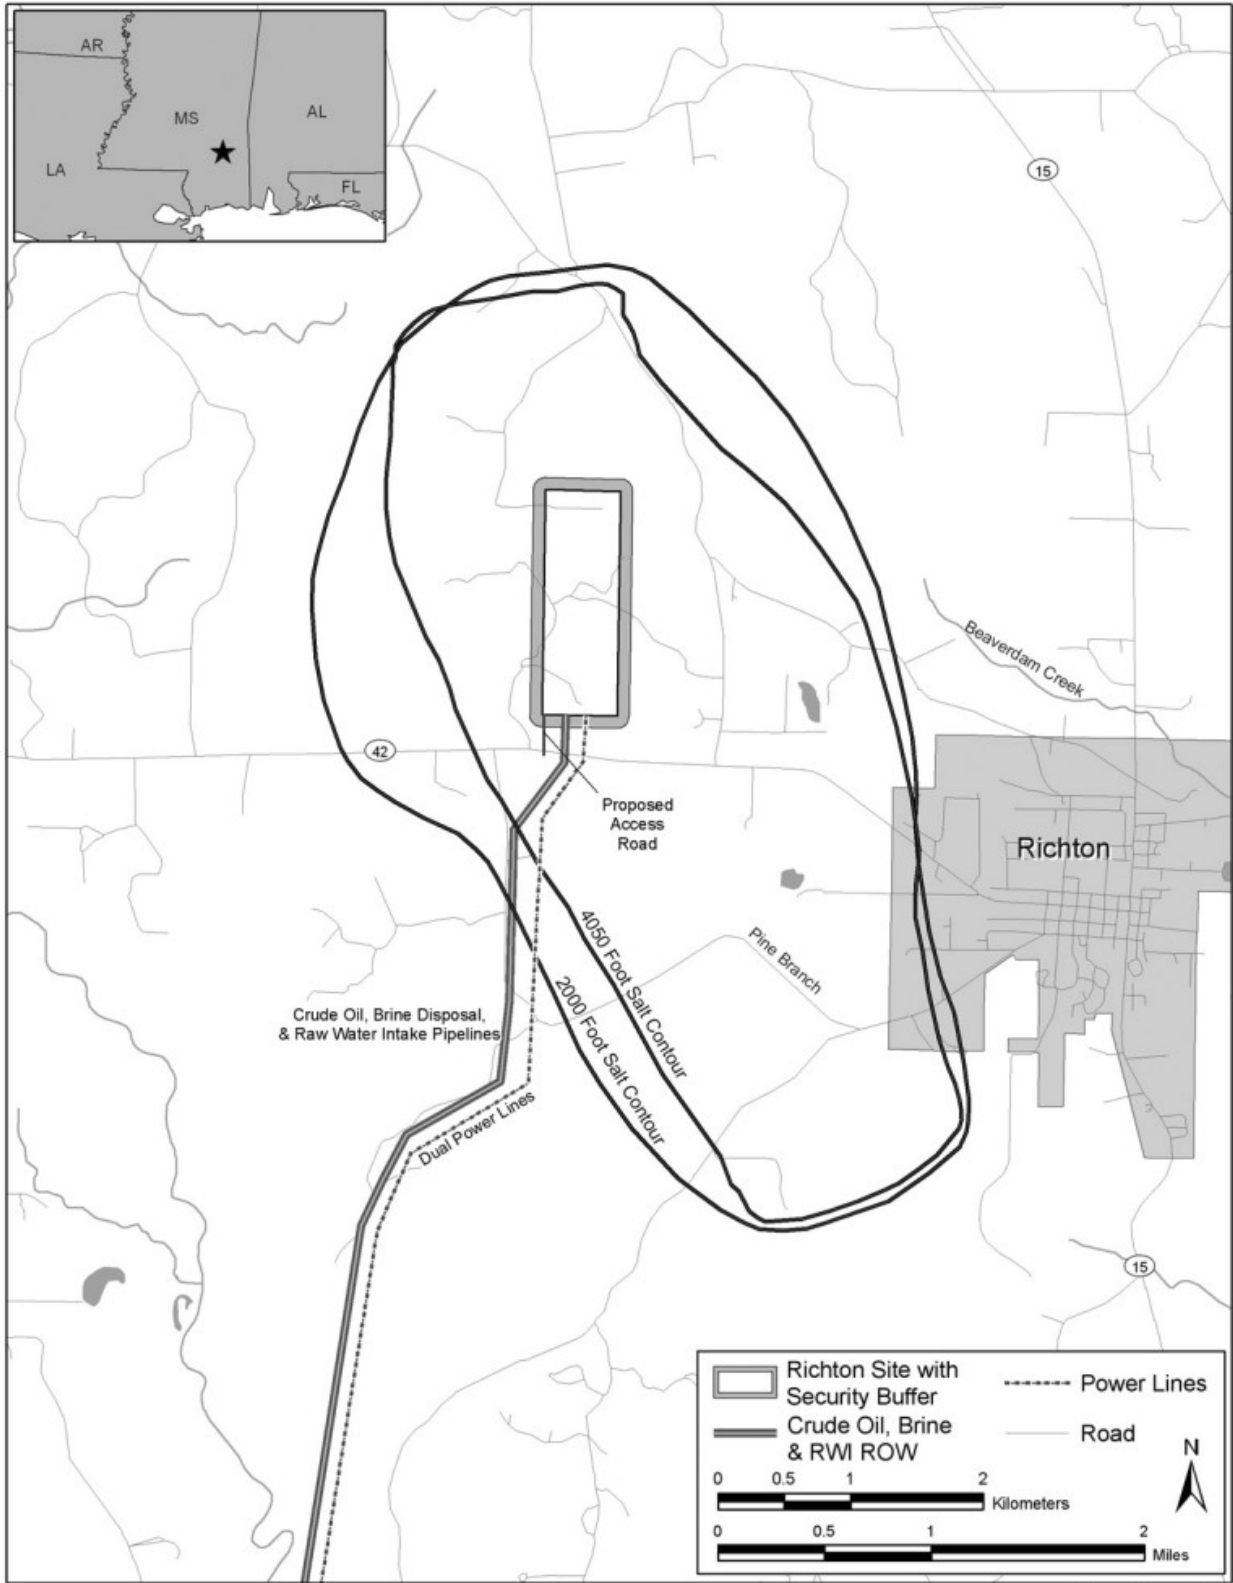 AR
MS
AL
LA
FL
15
Beaverdam Creek
42
Proposed
Access
Road
Richton
4050 Foot Salt Contour
Pine Branch
2000 Foot Salt Contour
Crude Oil, Brine Disposal,
& Raw Water Intake Pipelines
Dual Power Lines
15
Richton Site with
Security Buffer
Power Lines
Crude Oil, Brine
& RWI ROW
Road
N
0 0.5 1 2
Kilometers
0 0.5 1 2
Miles